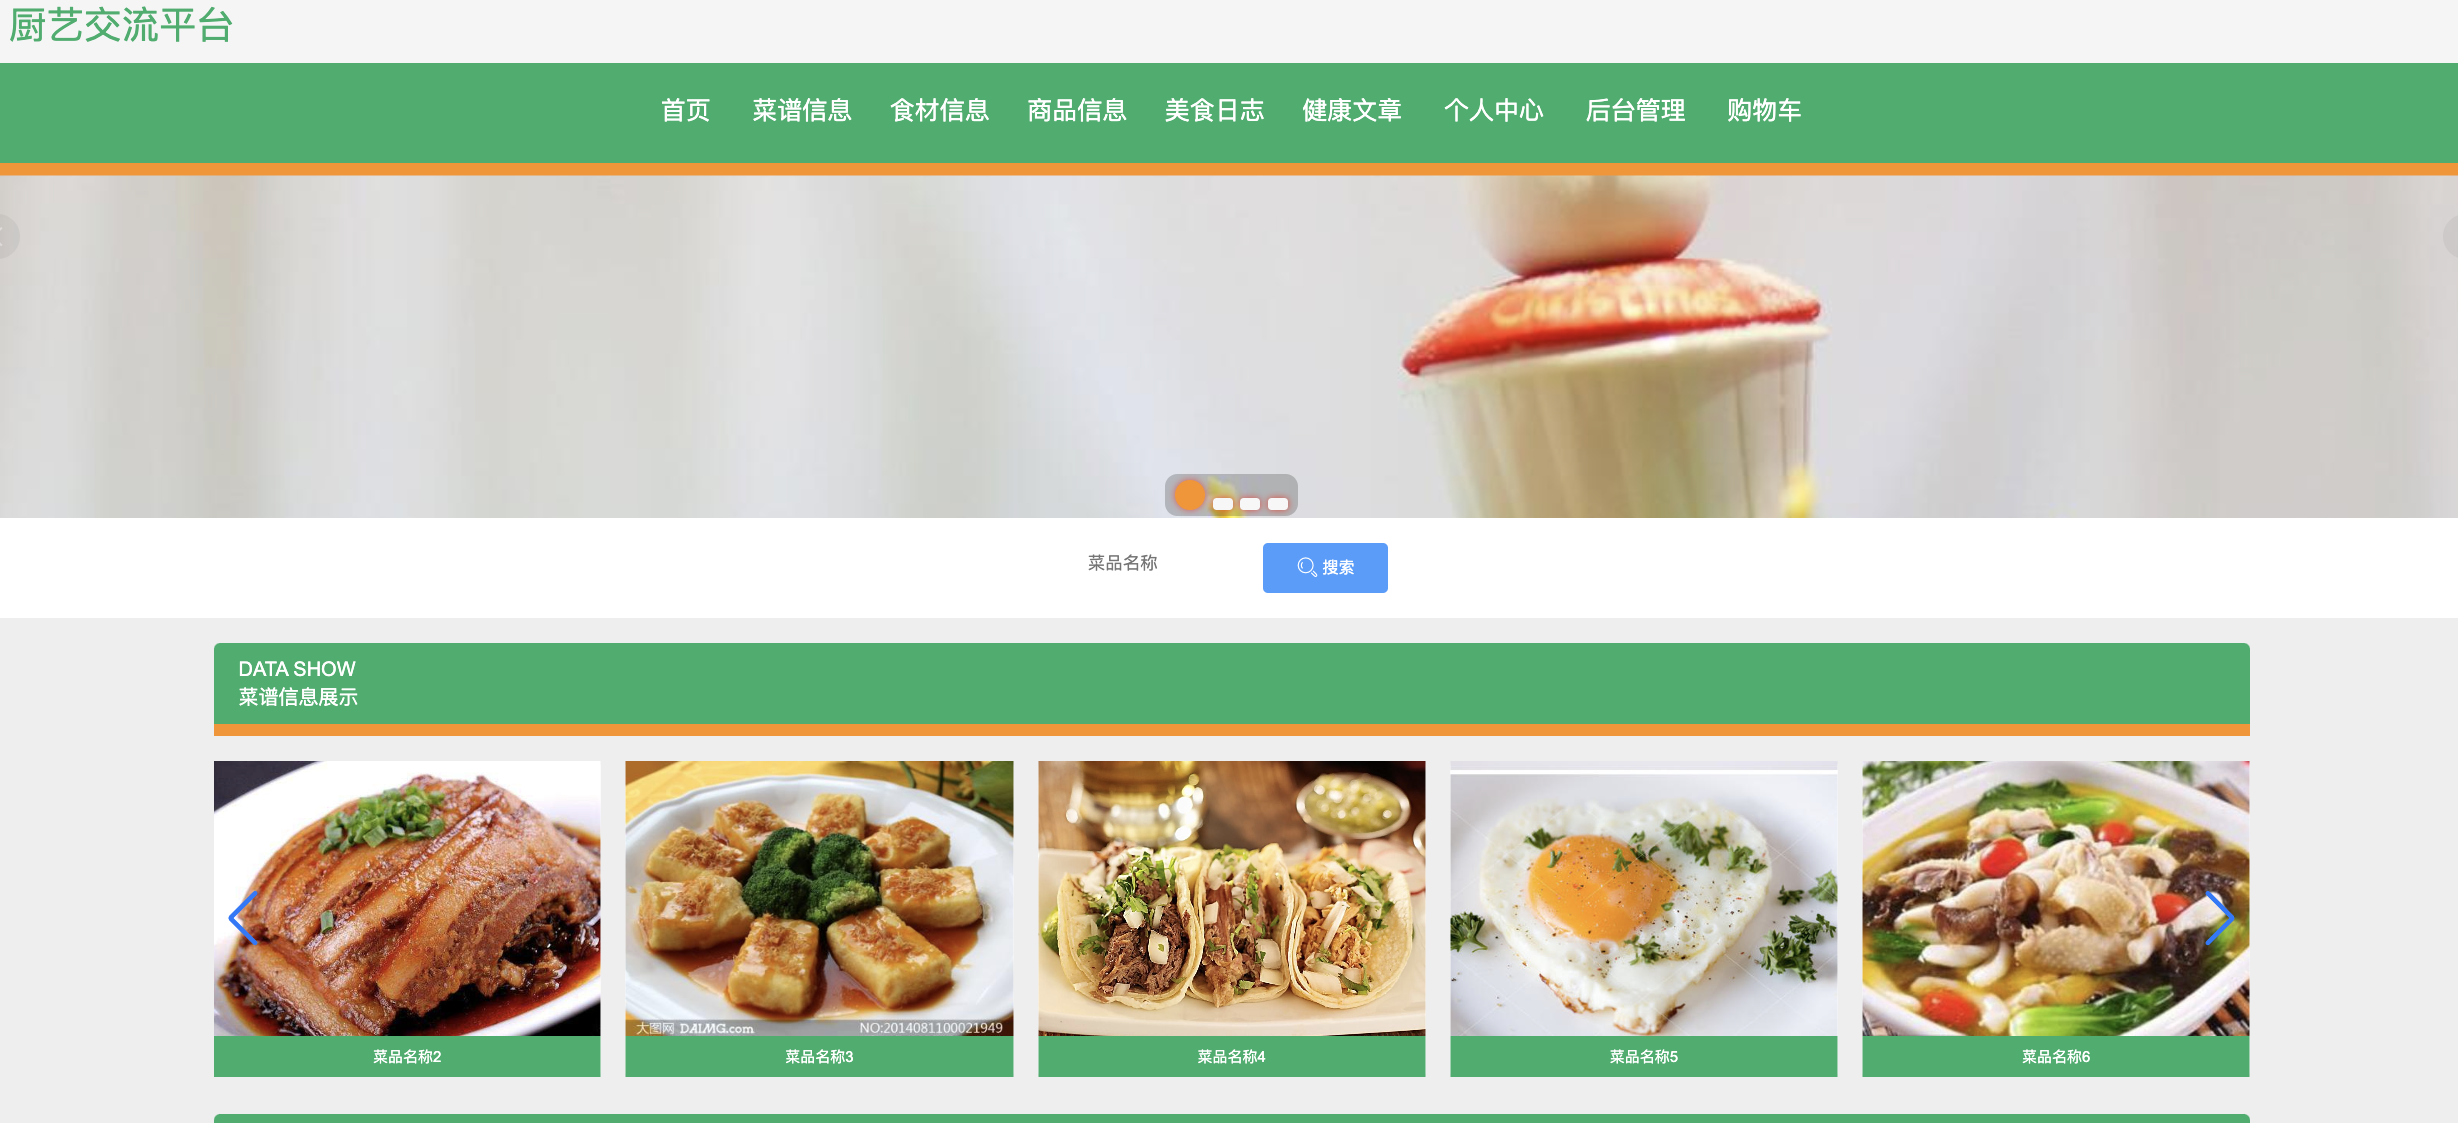 厨艺交流平台
首页 菜谱信息 食材信息 商品信息 美食日志 健康文章 个人中心 后台管理 购物车
Christmas
菜品名称 搜索
DATA SHOW
菜谱信息展示
大图网 DAIMG.com NO:2014081100021949
菜品名称2 菜品名称3 菜品名称4 菜品名称5 菜品名称6